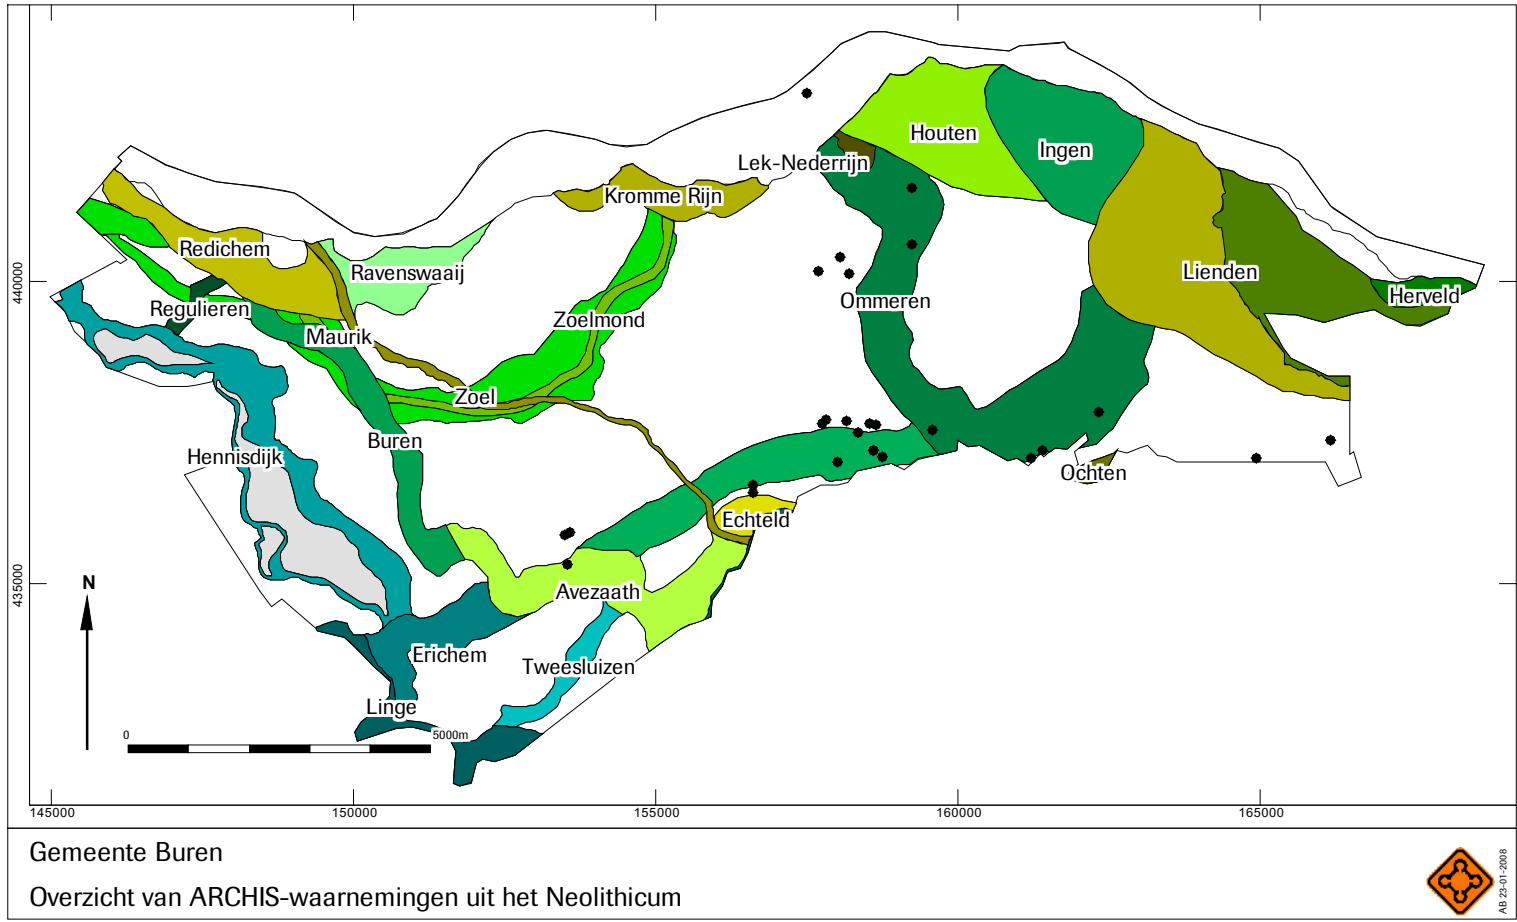 Houten
Ingen
Lek-Nederrijn
Kromme Rijn
Redichem
Ravenswaaij
Lienden
Herveld
Ommeren
Regulieren
Zoelmond
Maurik
Zoel
Buren
Hennisdijk
Ochten
Echteld
Avezaath
Erichem
Tweesluizen
Linge
N
0
5000m
440000
435000
145000
150000
155000
160000
165000
Gemeente Buren
Overzicht van ARCHIS-waarnemingen uit het Neolithicum
AB 23-01-2008